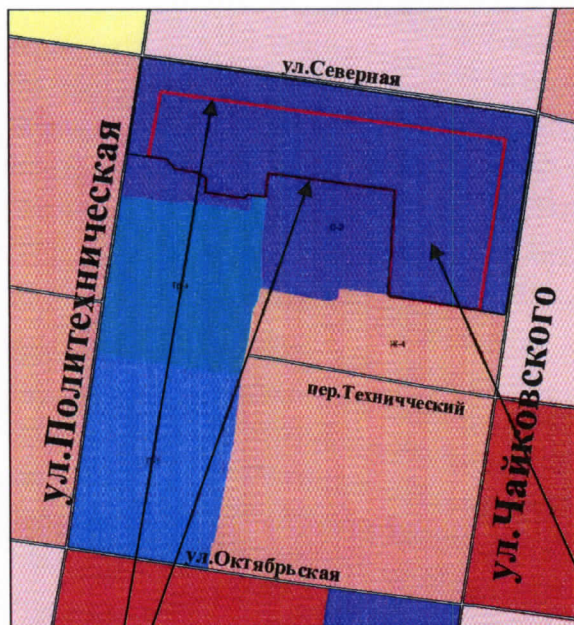 ул.Северная
ул.Политехническая
ул.Чайковского
пер.Техничческий
ул.Октябрьская